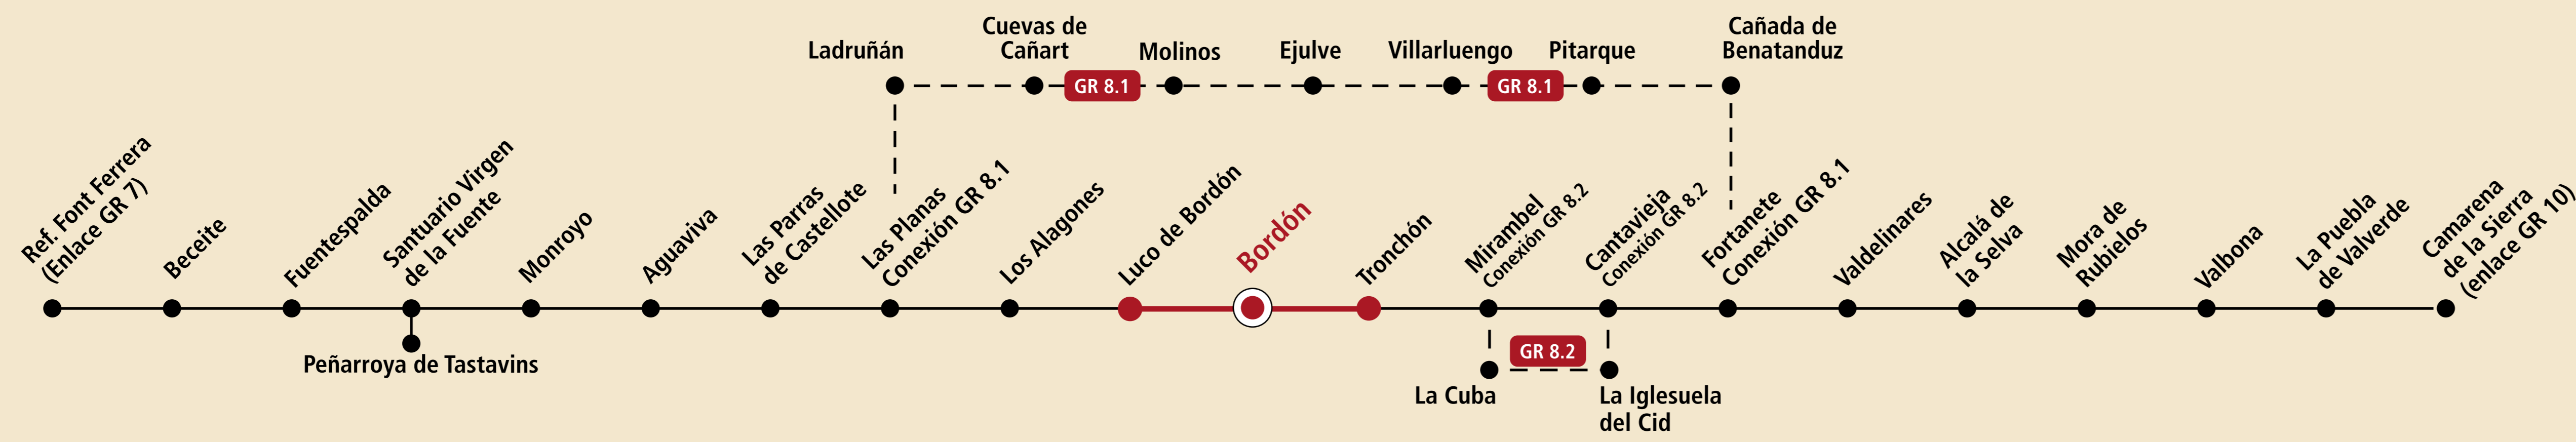 Ladruñán
Cuevas de
Cañart
Molinos
Ejulve
Villarluengo
Pitarque
Cañada de
Benatanduz
GR 8.1
GR 8.1
Ref. Font Ferrera
(Enlace GR 7)
Beceite
Fuentespalda
Santuario Virgen
de la Fuente
Monroyo
Aguaviva
Las Parras
de Castellote
Las Planas
Conexión GR 8.1
Los Alagones
Luco de Bordón
Bordón
Tronchón
Mirambel
Conexión GR 8.2
Cantavieja
Conexión GR 8.2
Fortanete
Conexión GR 8.1
Valdelinares
Alcalá de
la Selva
Mora de
Rubielos
Valbona
La Puebla
de Valverde
Camarena
de la Sierra
(enlace GR 10)
Peñarroya de Tastavins
GR 8.2
La Cuba
La Iglesuela
del Cid